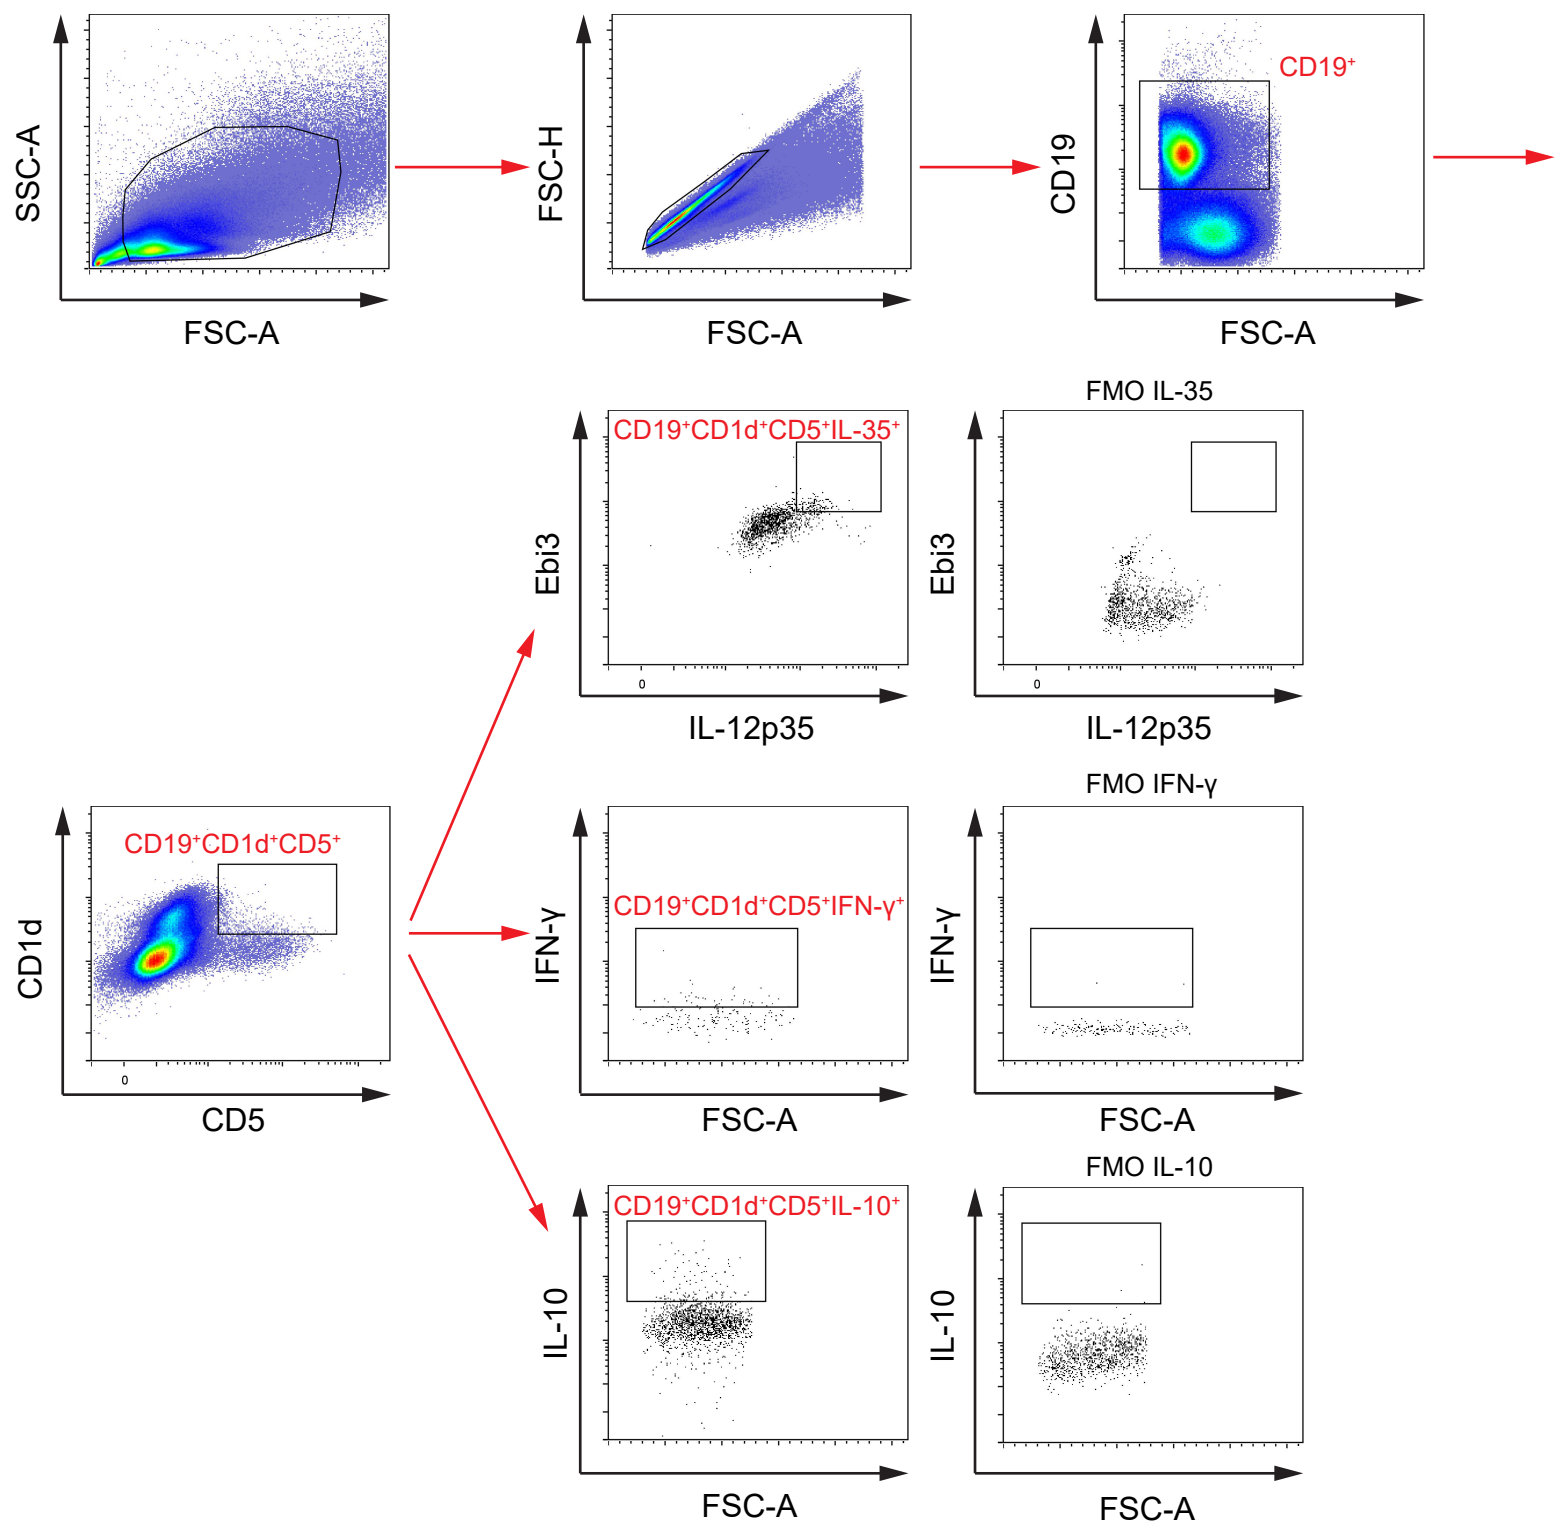 SSC-A
FSC-A
FSC-H
FSC-A
CD19
CD19⁺
FSC-A
FMO IL-35
CD19⁺CD1d⁺CD5⁺IL-35⁺
Ebi3
0
IL-12p35
Ebi3
0
IL-12p35
FMO IFN-γ
CD19⁺CD1d⁺CD5⁺
CD1d
0
CD5
CD19⁺CD1d⁺CD5⁺IFN-γ⁺
IFN-γ
FSC-A
IFN-γ
FSC-A
FMO IL-10
CD19⁺CD1d⁺CD5⁺IL-10⁺
IL-10
FSC-A
IL-10
FSC-A